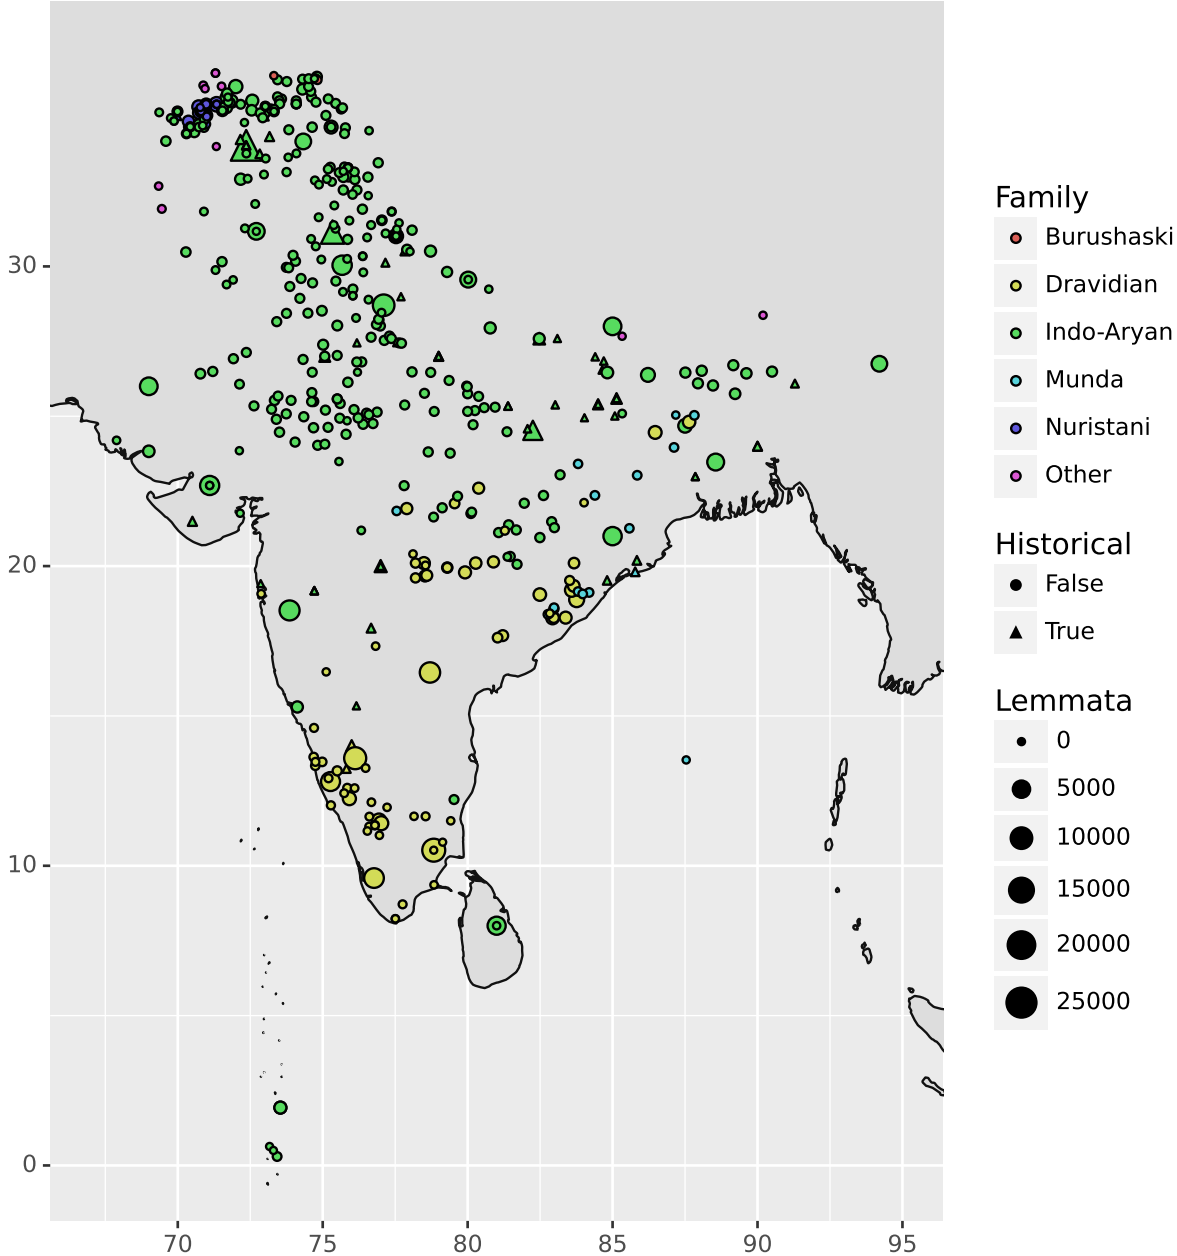 30
20
10
0
70
75
80
85
90
95
Family
Burushaski
Dravidian
Indo-Aryan
Munda
Nuristani
Other
Historical
False
True
Lemmata
0
5000
10000
15000
20000
25000